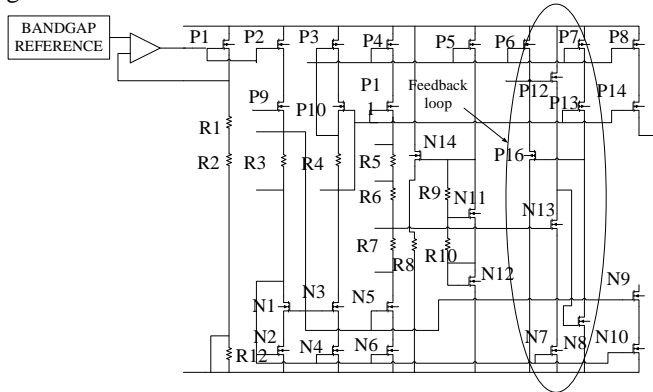 BANDGAP
REFERENCE
P1 P2 P3 P4 P5 P6 P7 P8
Feedback
loop
P12
P9 P10 P1
1 P13 P14
R1
N14 P16
R2 R3 R4 R5
R6 R9 N11
N13
R7 R8 R10
N12
N9
N1 N3 N5
N2 N4 N6 N7 N8 N10
R12